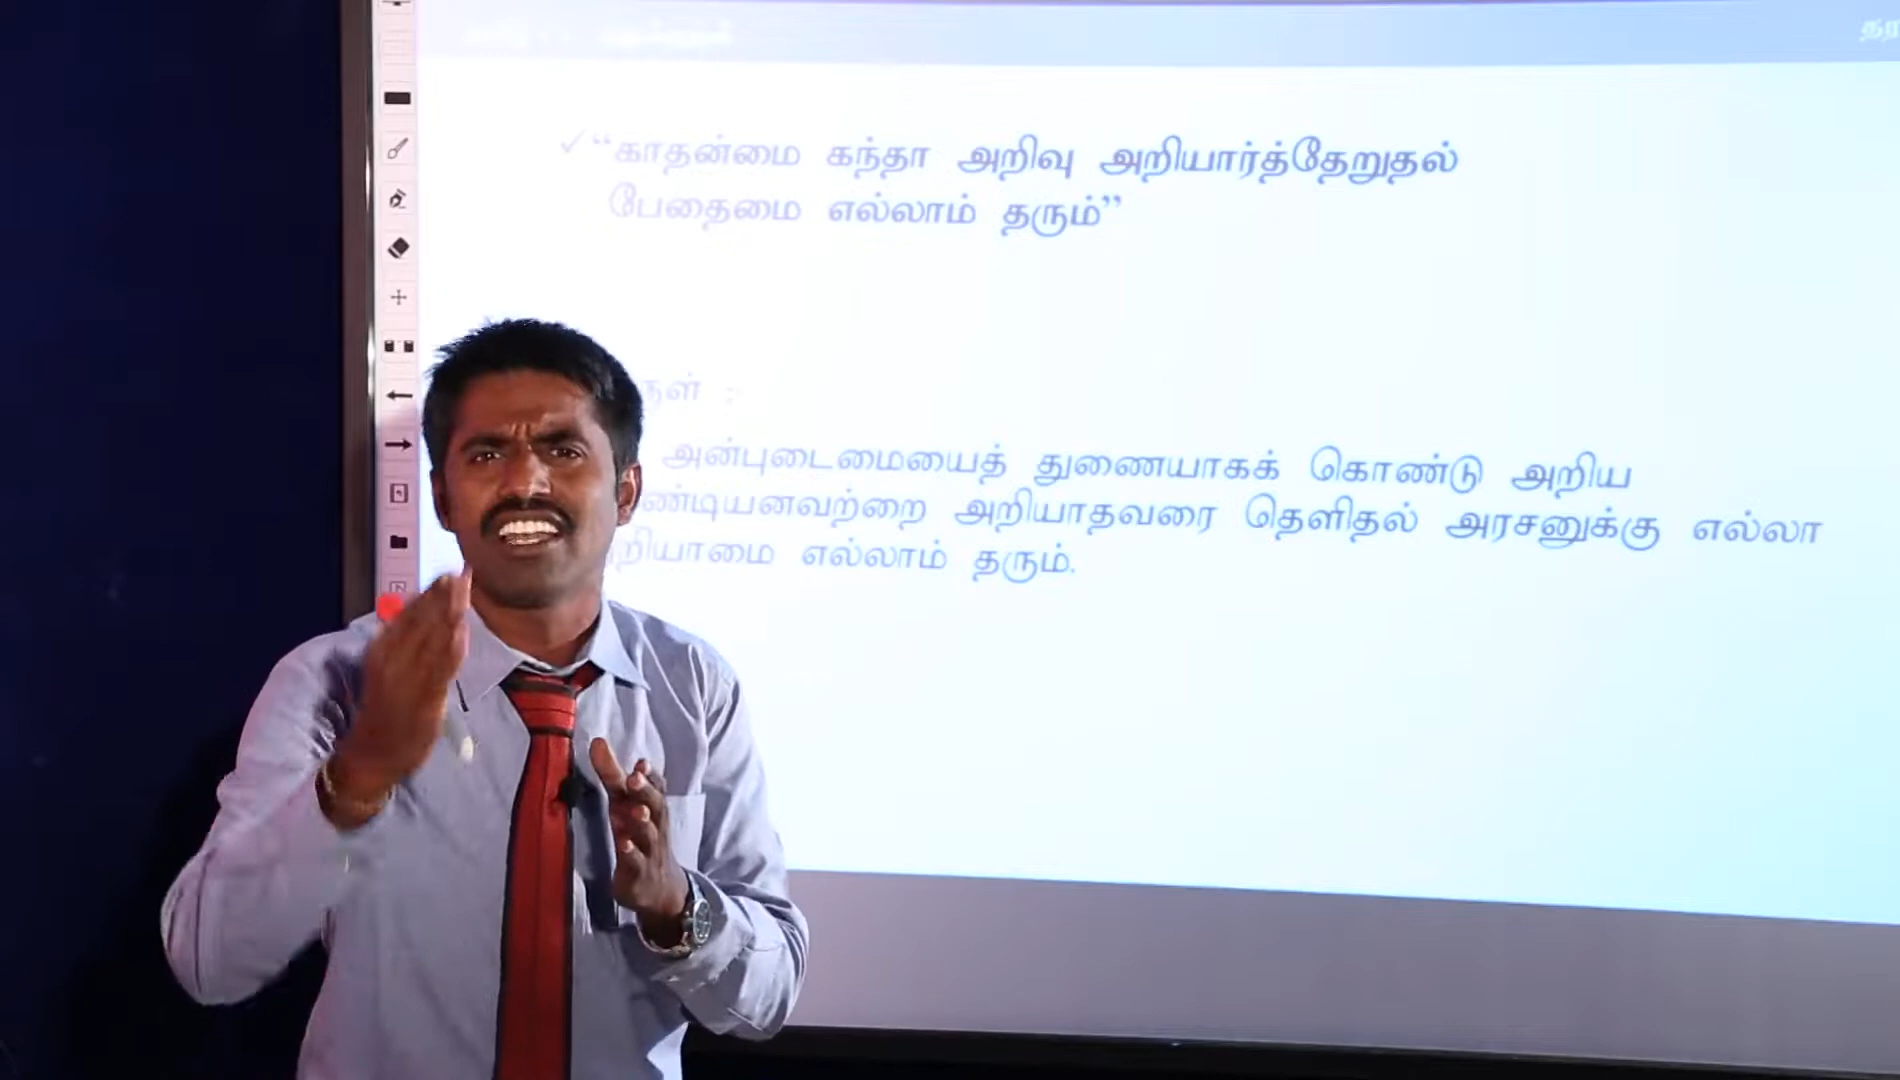 “காதன்மை கந்தா அறிவு அறியார்த்தேறுதல்
பேதைமை எல்லாம் தரும்”
அன்புடைமையைத் துணையாகக் கொண்டு அறிய
அறியாதவரை தெளிதல் அரசனுக்கு எல்லா
எல்லாம் தரும்.